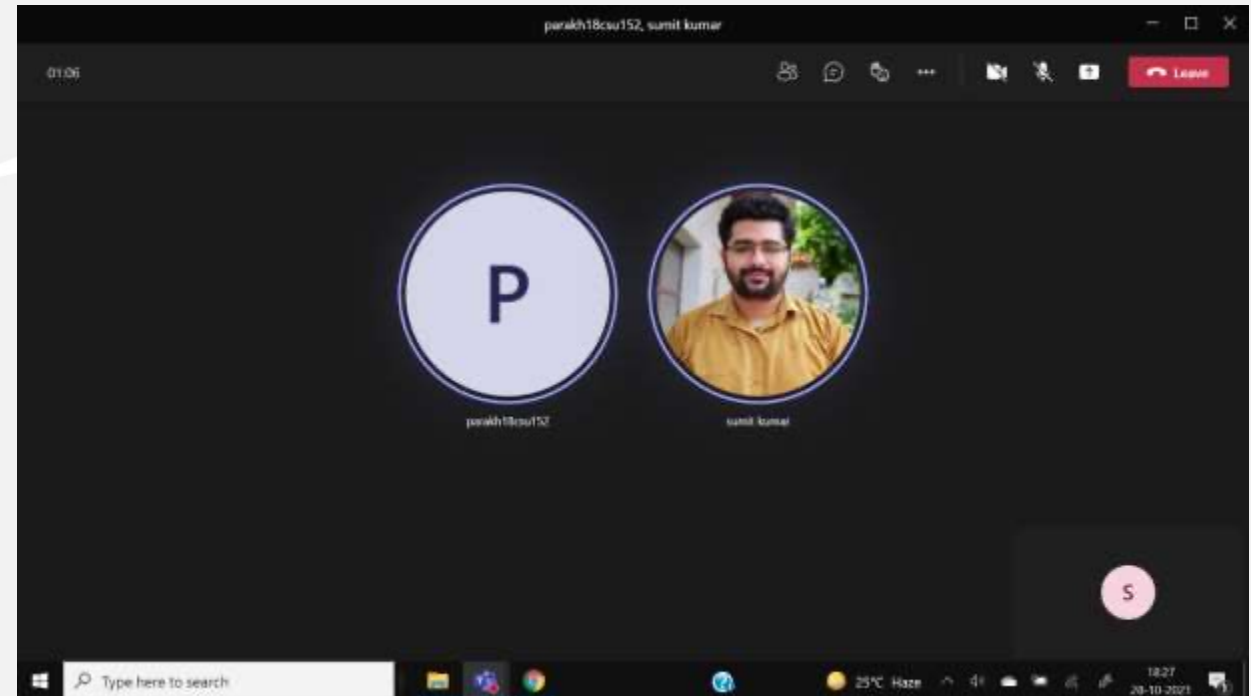 parakh18csu152, sumit kumar
01:06
Leave
P
parakh18csu152
sumit kumar
S
Type here to search
25°C Haze
18:27
28-10-2021